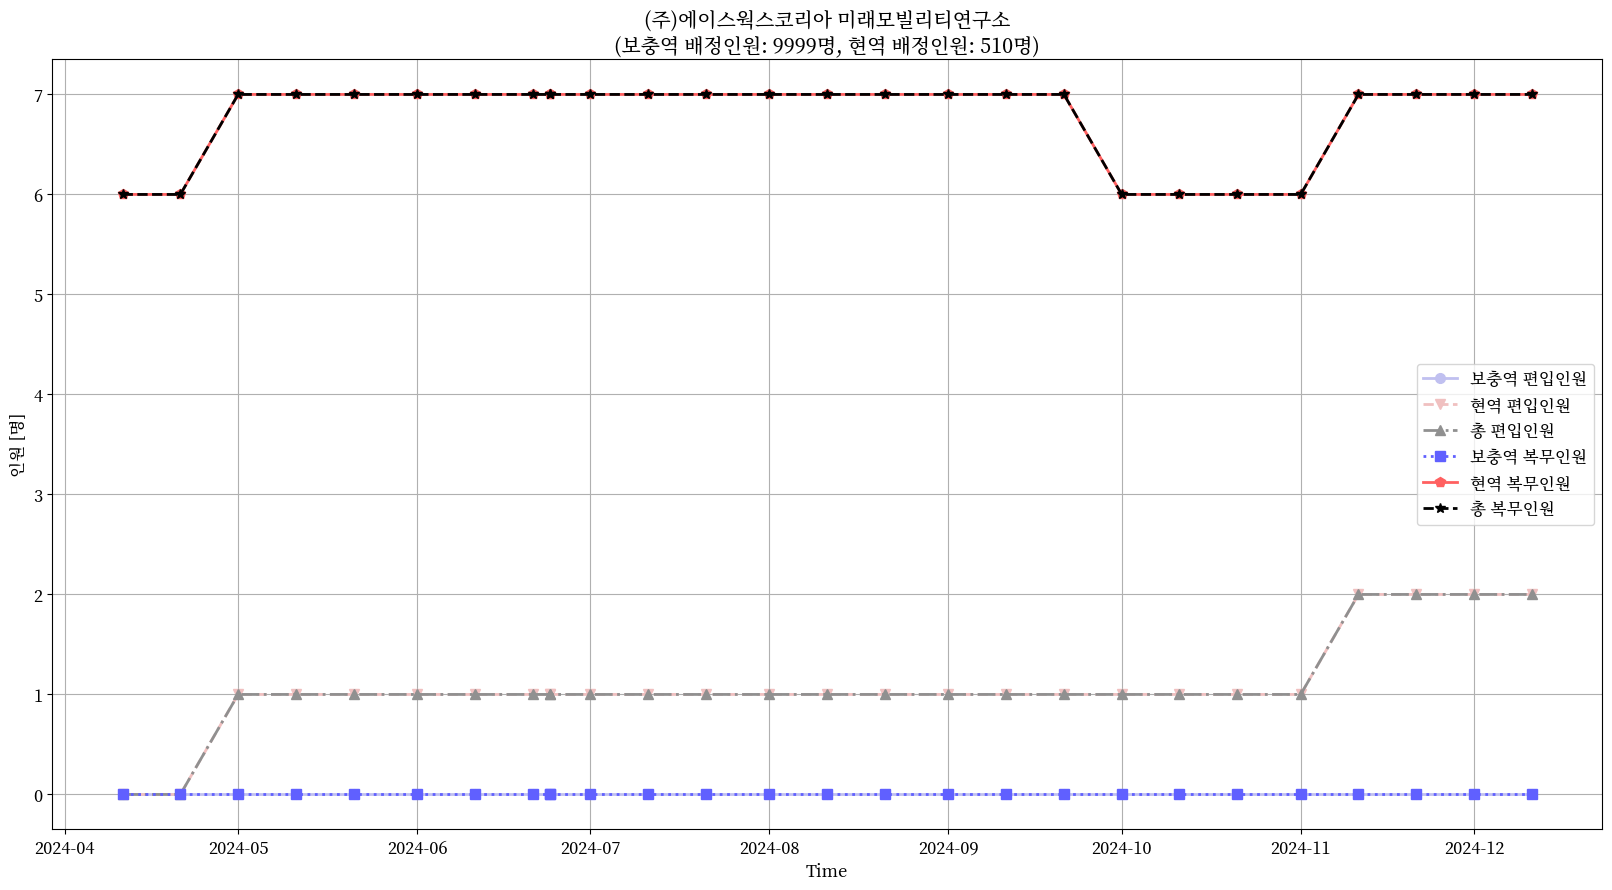 (주)에이스웍스코리아 미래모빌리티연구소
(보충역 배정인원: 9999명, 현역 배정인원: 510명)
인원 [명]
7
6
5
4
3
2
1
0
보충역 편입인원
현역 편입인원
총 편입인원
보충역 복무인원
현역 복무인원
총 복무인원
2024-04 2024-05 2024-06 2024-07 2024-08 2024-09 2024-10 2024-11 2024-12
Time